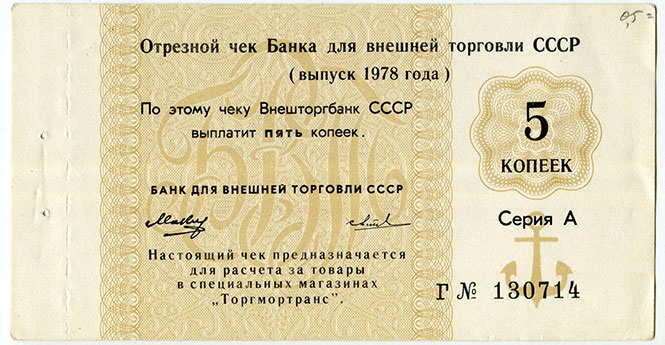 0,5=
Отрезной чек Банка для внешней торговли СССР
(выпуск 1978 года)
По этому чеку Внешторгбанк СССР
выплатит пять копеек.
5
КОПЕЕК
БАНК ДЛЯ ВНЕШНЕЙ ТОРГОВЛИ СССР
Серия А
Настоящий чек предназначается
для расчета за товары
в специальных магазинах
„Торгмортранс".
Г № 130714